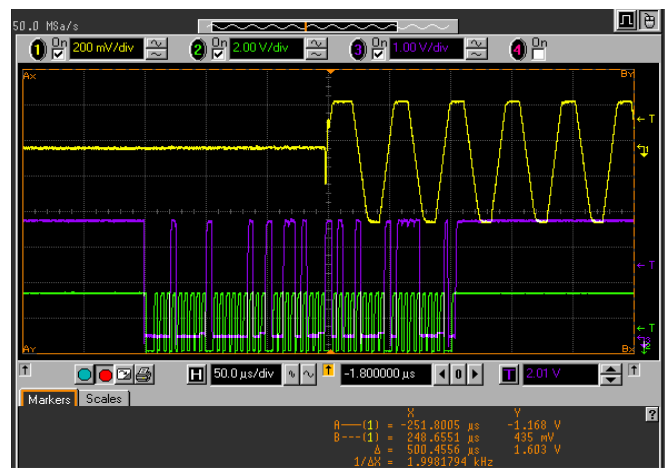 50.0 MSa/s
1 On 200 mV/div 2 On 2.00 V/div 3 On 1.00 V/div 4 On
Ax By
T
1
T
T
Ay Bx
H 50.0 µs/div -1.800000 µs 0 T 2.01 V
Markers Scales ?
X Y
A——(1) = -251.8005 µs -1.168 V
B---(1) = 248.6551 µs 435 mV
Δ = 500.4556 µs 1.603 V
1/ΔX = 1.9981794 kHz